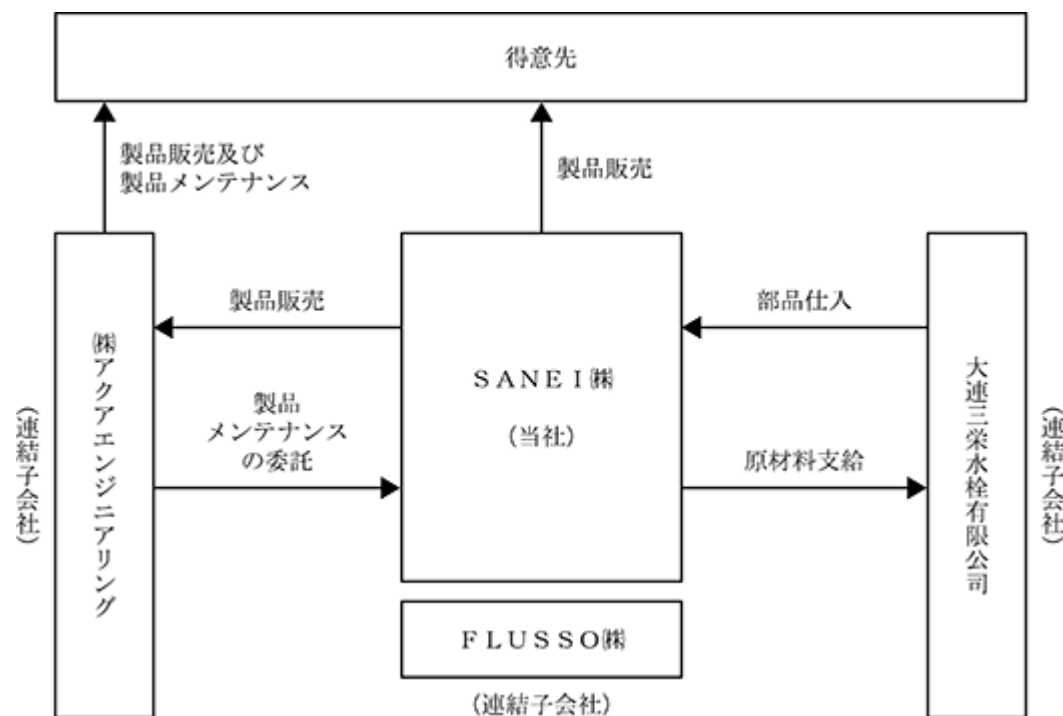 得意先
製品販売及び
製品メンテナンス
製品販売
製品販売
部品仕入
㈱アクアエンジニアリング
(連結子会社)
製品
メンテナンス
の委託
SANEI㈱
(当社)
原材料支給
大連三栄水栓有限公司
(連結子会社)
FLUSSO㈱
(連結子会社)